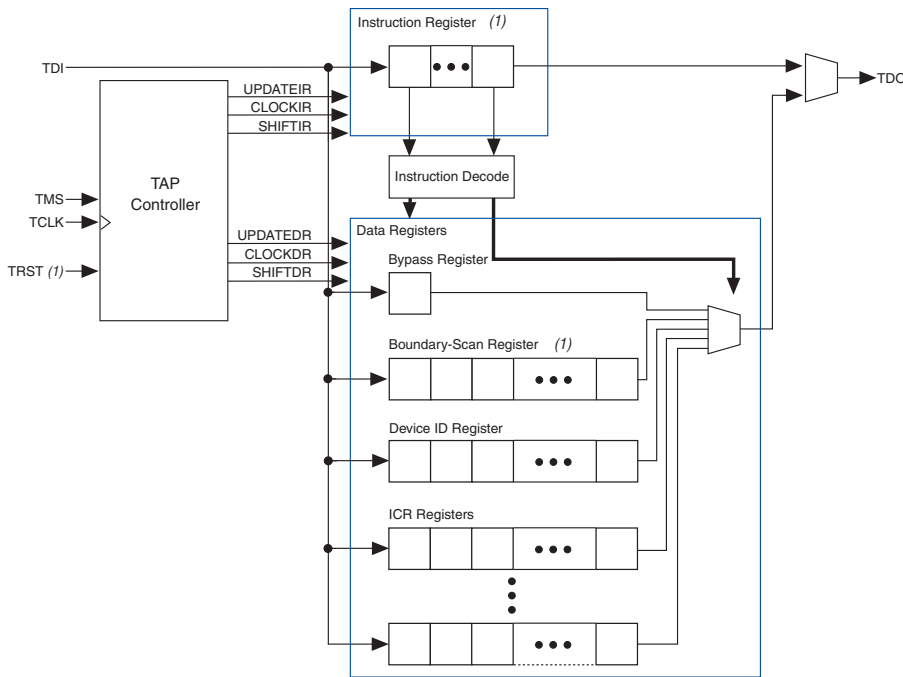 Instruction Register (1)
TDI
TDO
UPDATEIR
CLOCKIR
SHIFTIR
TAP
Controller
Instruction Decode
TMS
TCLK
TRST (1)
UPDATEDR
CLOCKDR
SHIFTDR
Data Registers
Bypass Register
Boundary-Scan Register (1)
Device ID Register
ICR Registers